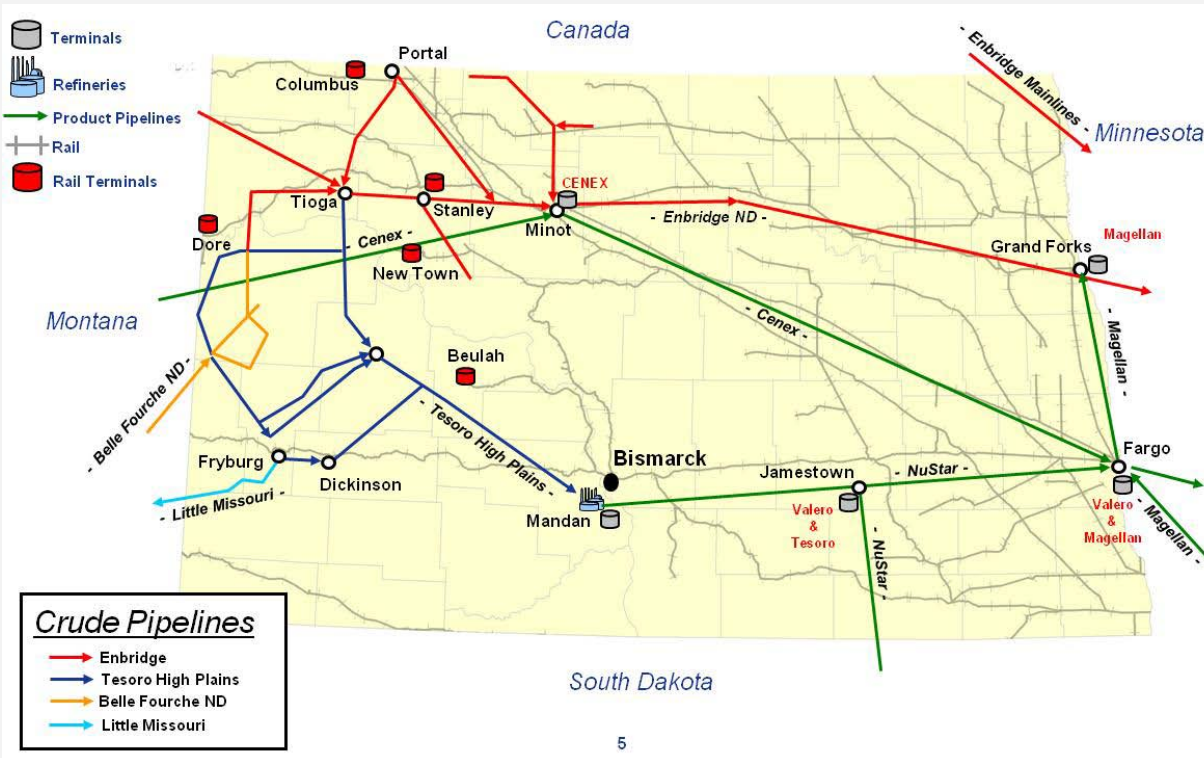 Terminals
Refineries
Product Pipelines
Rail
Rail Terminals
Canada
Portal
Columbus
- Enbridge Mainlines -
Minnesota
Tioga
Stanley
CENEX
Minot
- Enbridge ND -
Grand Forks
Magellan
Dore
- Cenex -
New Town
Montana
- Cenex -
- Magellan -
Beulah
- Belle Fourche ND -
- Tesoro High Plains -
Fryburg
Dickinson
- Little Missouri -
Bismarck
Mandan
Jamestown
- NuStar -
Fargo
Valero
&
Tesoro
- NuStar -
Valero
&
Magellan
- Magellan -
Crude Pipelines
Enbridge
Tesoro High Plains
Belle Fourche ND
Little Missouri
South Dakota
5